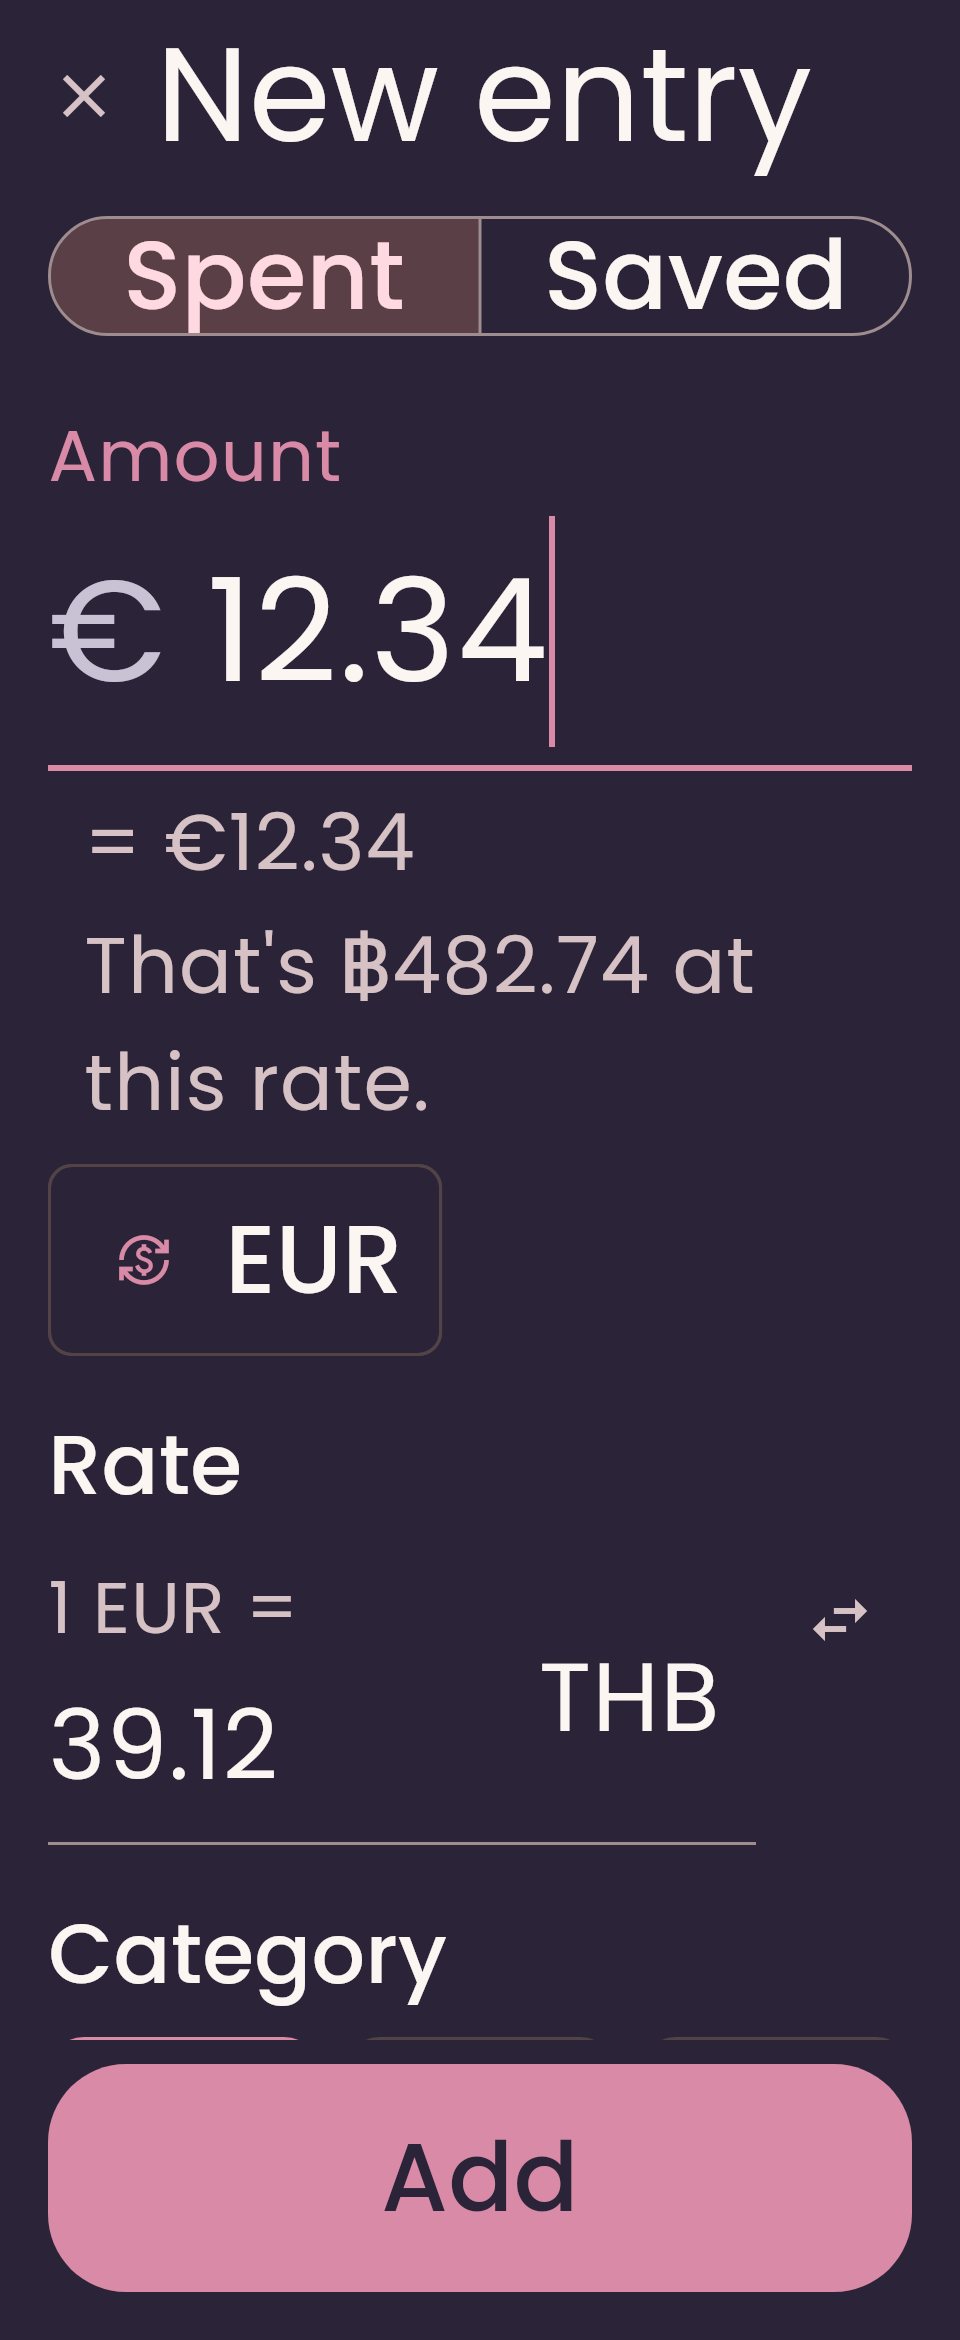 New entry
Spent
Saved
Amount
€ 12.34
= €12.34
That's ฿482.74 at
this rate.
EUR
Rate
1 EUR =
39.12
THB
Category
Add